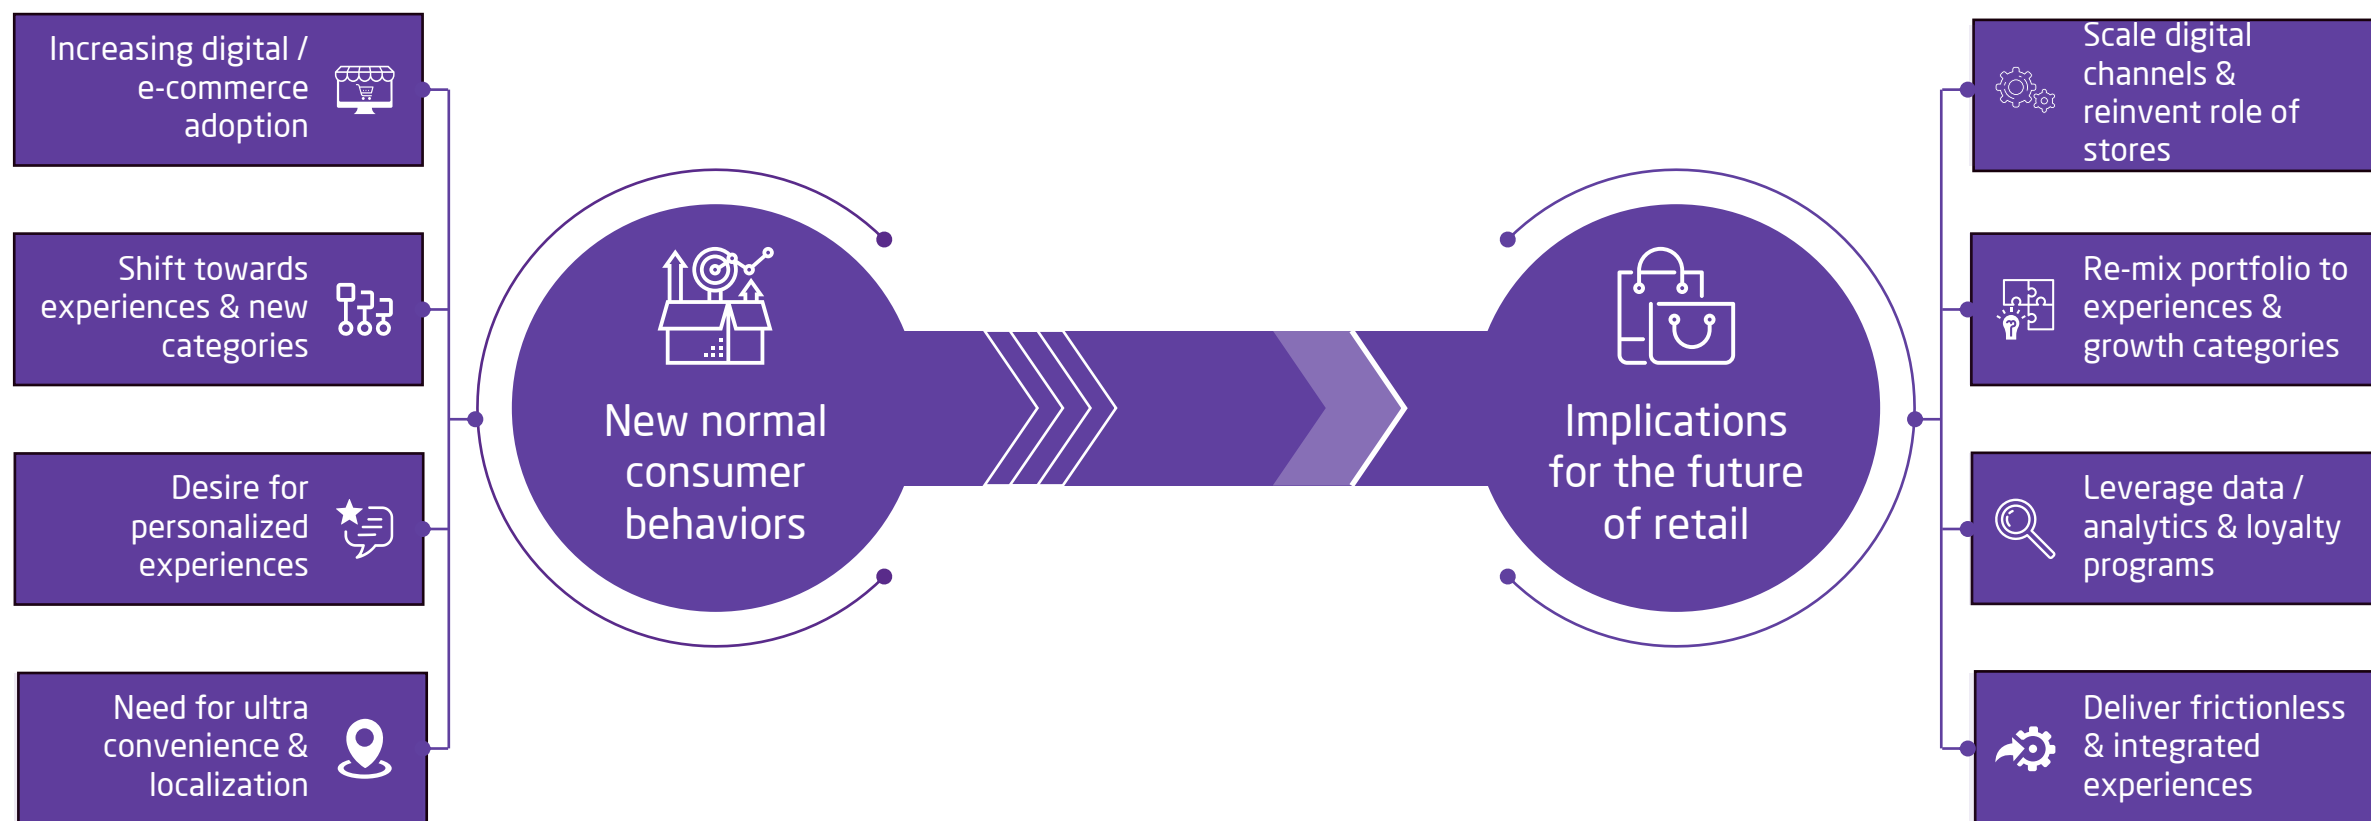 Increasing digital /
e-commerce
adoption
Shift towards
experiences & new
categories
Desire for
personalized
experiences
Need for ultra
convenience &
localization
New normal
consumer
behaviors
Implications
for the future
of retail
Scale digital
channels &
reinvent role of
stores
Re-mix portfolio to
experiences &
growth categories
Leverage data /
analytics & loyalty
programs
Deliver frictionless
& integrated
experiences